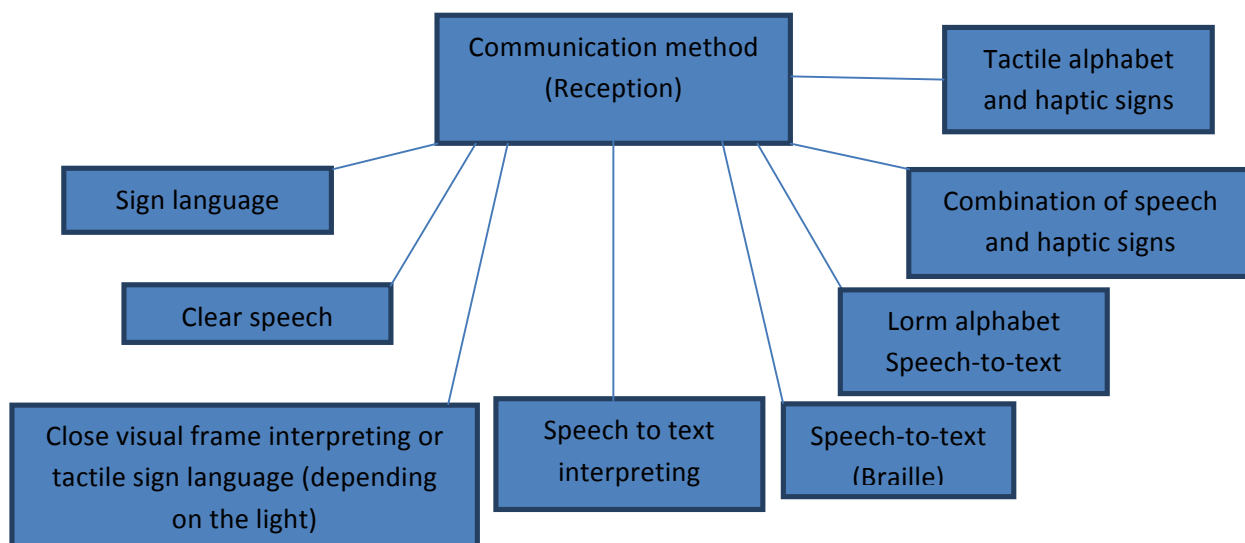 Communication method
(Reception)
Tactile alphabet
and haptic signs
Sign language
Combination of speech
and haptic signs
Clear speech
Lorm alphabet
Speech-to-text
Close visual frame interpreting or
tactile sign language (depending
on the light)
Speech to text
interpreting
Speech-to-text
(Braille)